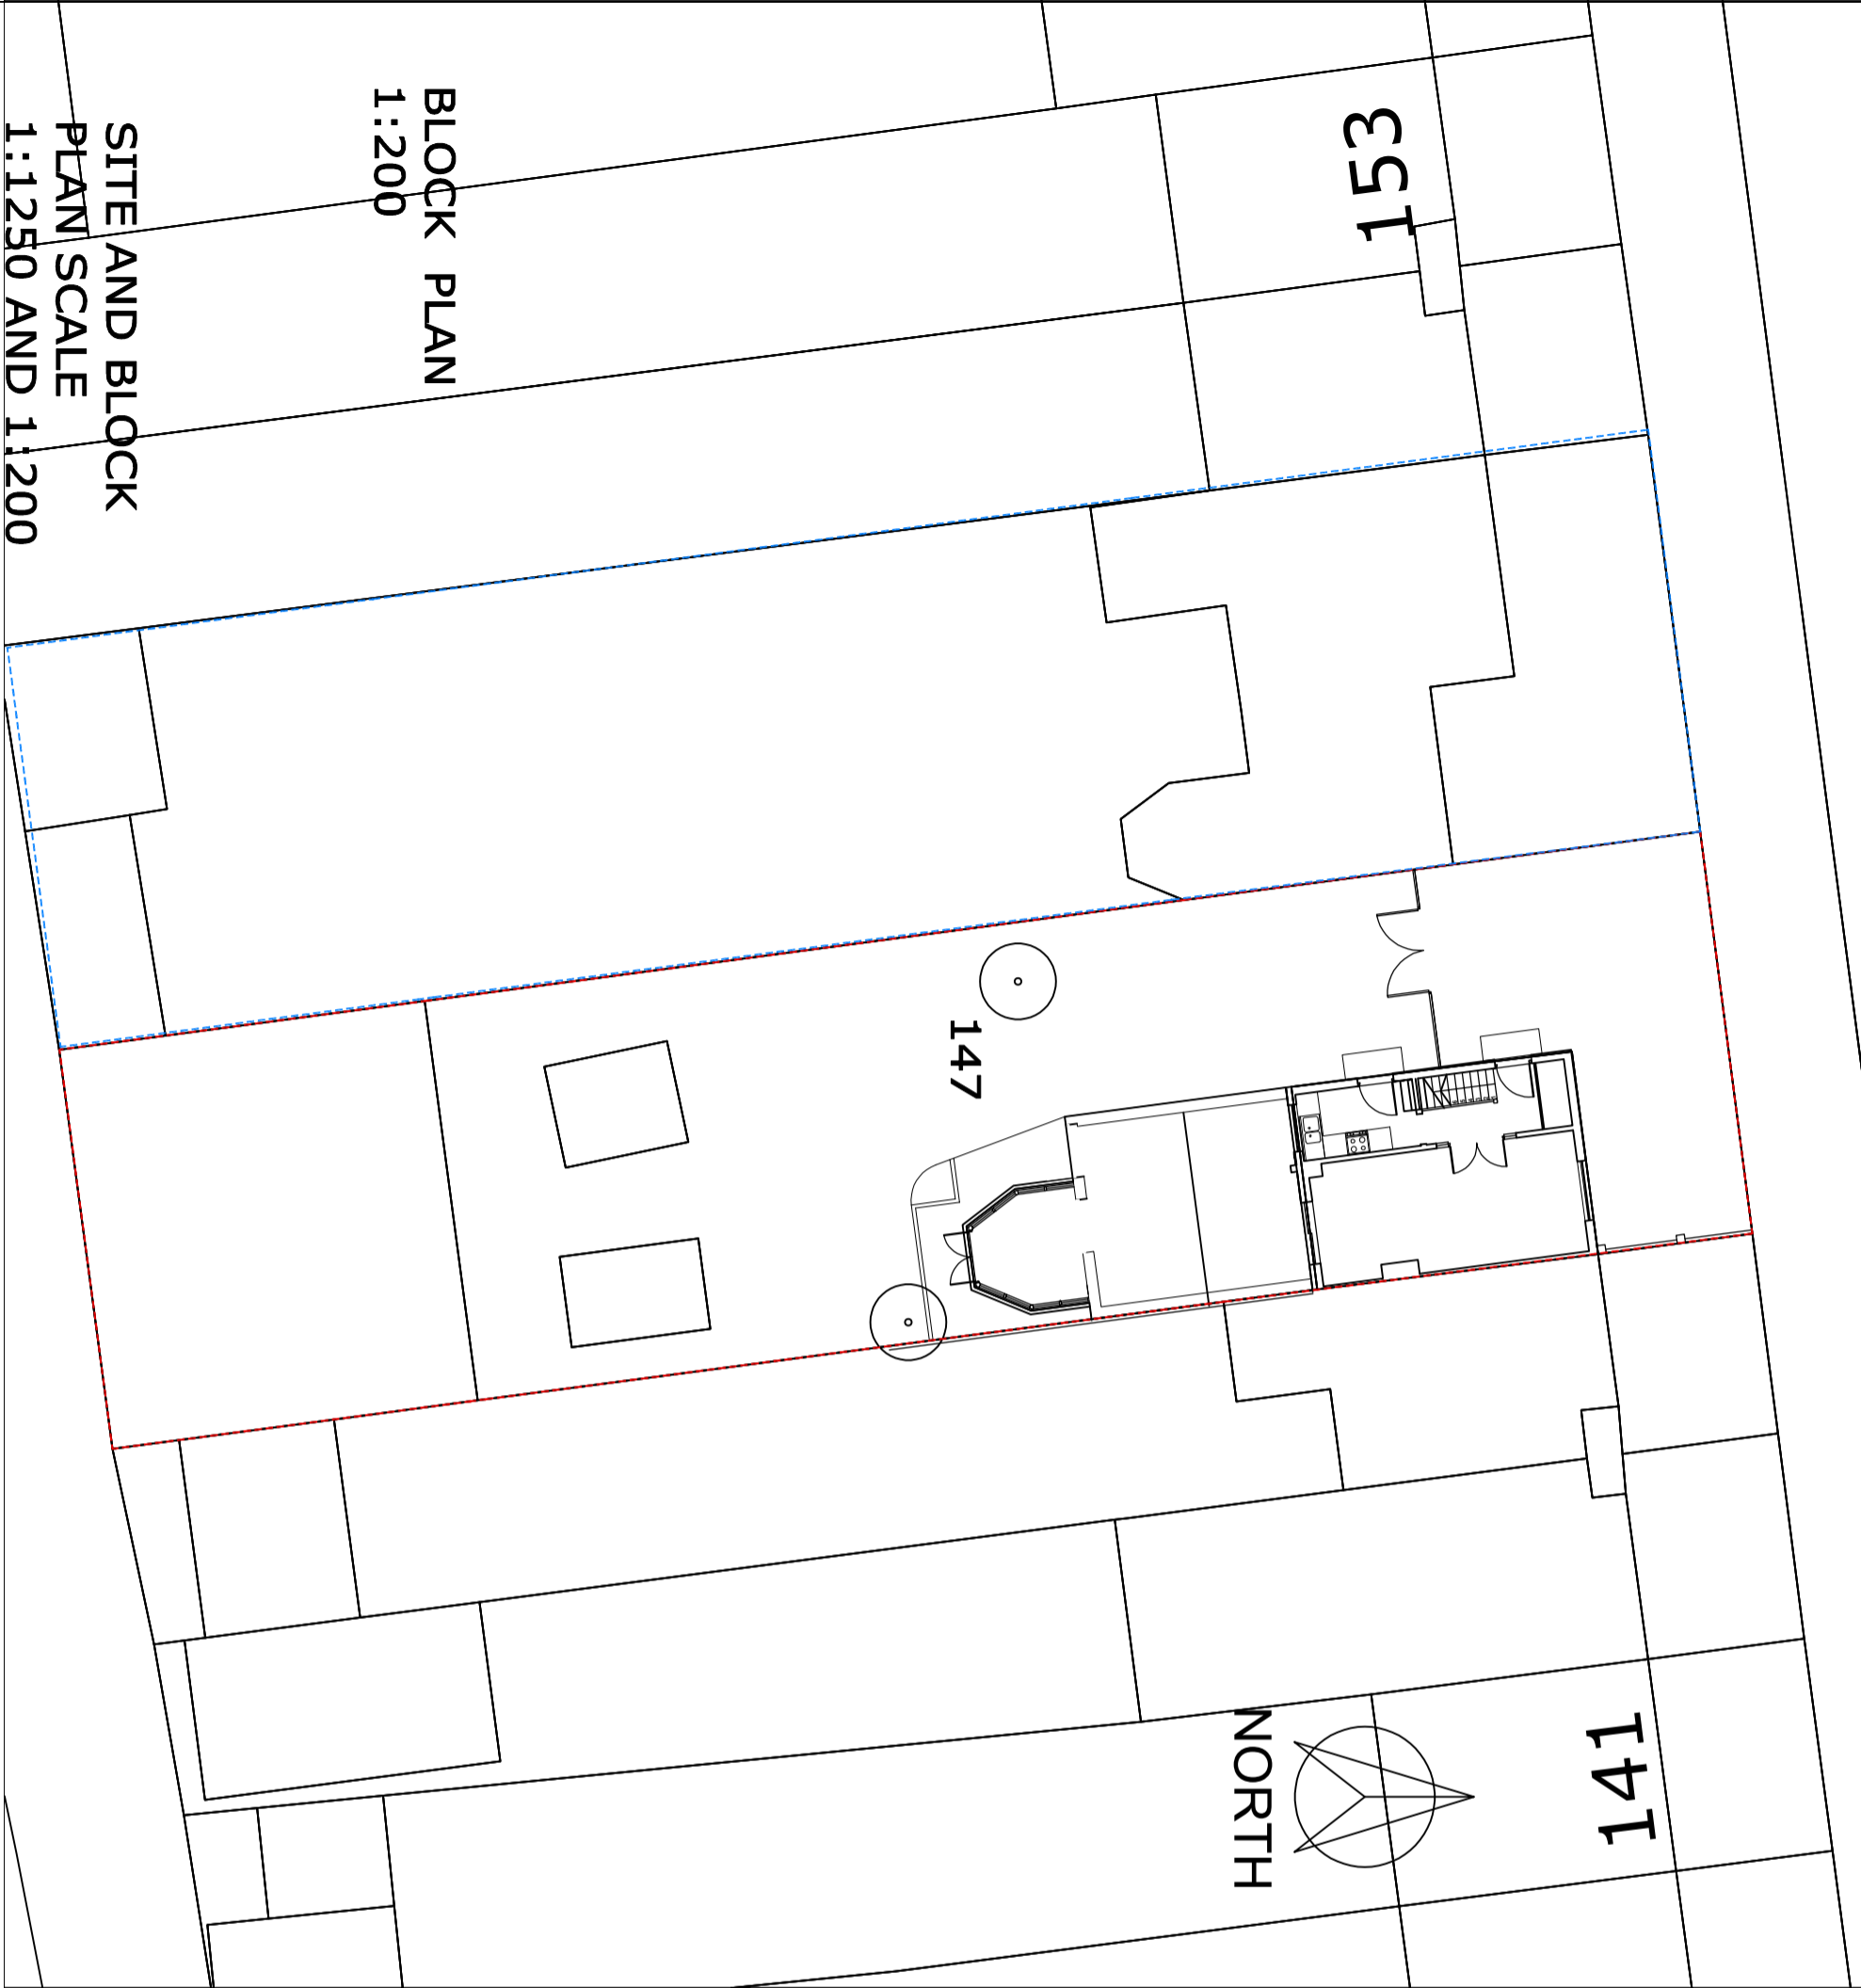 BLOCK PLAN
1:200
SITE AND BLOCK
PLAN SCALE
1:1250 AND 1:200
153
147
141
NORTH